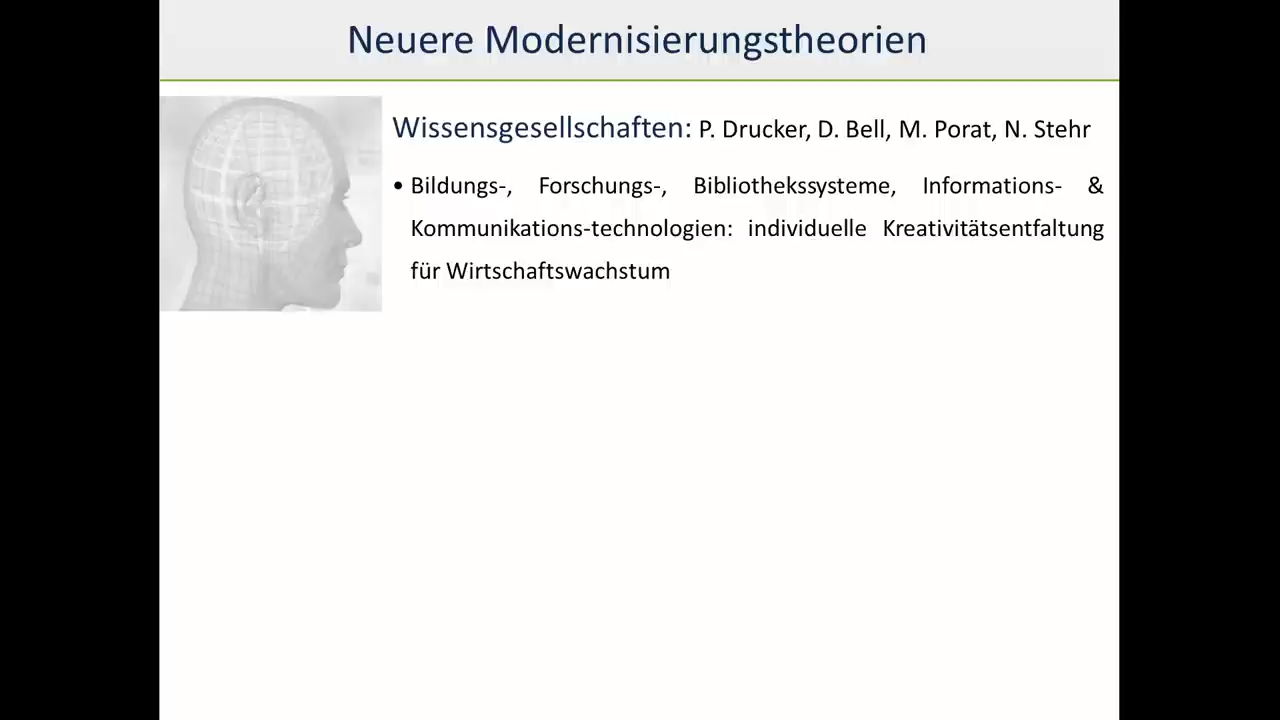 Neuere Modernisierungstheorien
Wissensgesellschaften: P. Drucker, D. Bell, M. Porat, N. Stehr
• Bildungs-, Forschungs-, Bibliothekssysteme, Informations- &
Kommunikations-technologien: individuelle Kreativitätsentfaltung
für Wirtschaftswachstum